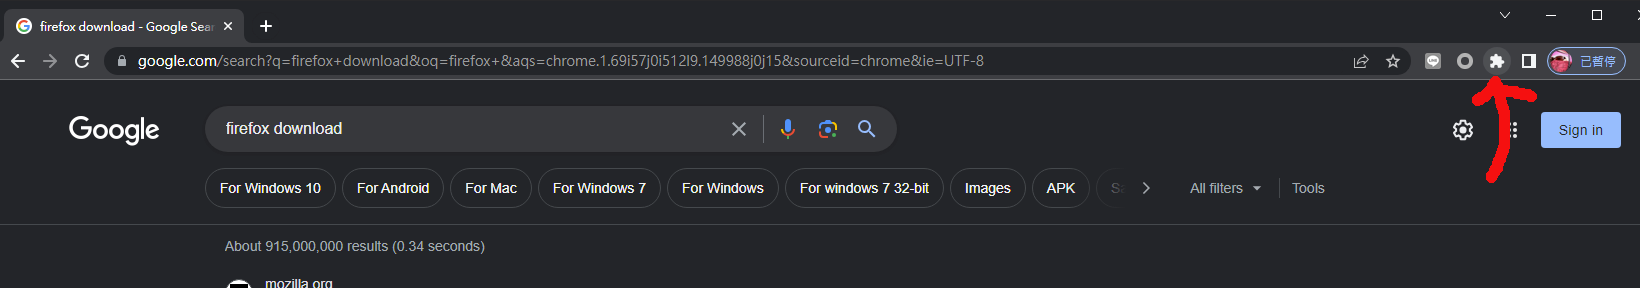 firefox download - Google Sear
google.com/search?q=firefox+download&oq=firefox+&aqs=chrome.1.69i57j0i512l9.149988j0j15&sourceid=chrome&ie=UTF-8
LINE
已暫停
Google
firefox download
Sign in
For Windows 10
For Android
For Mac
For Windows 7
For Windows
For windows 7 32-bit
Images
APK
All filters
Tools
About 915,000,000 results (0.34 seconds)
mozilla.org